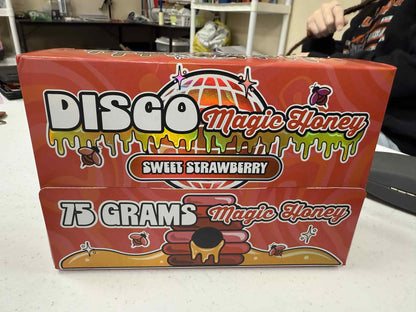 DISCO Magic Honey
SWEET STRAWBERRY
75 GRAMS Magic Honey